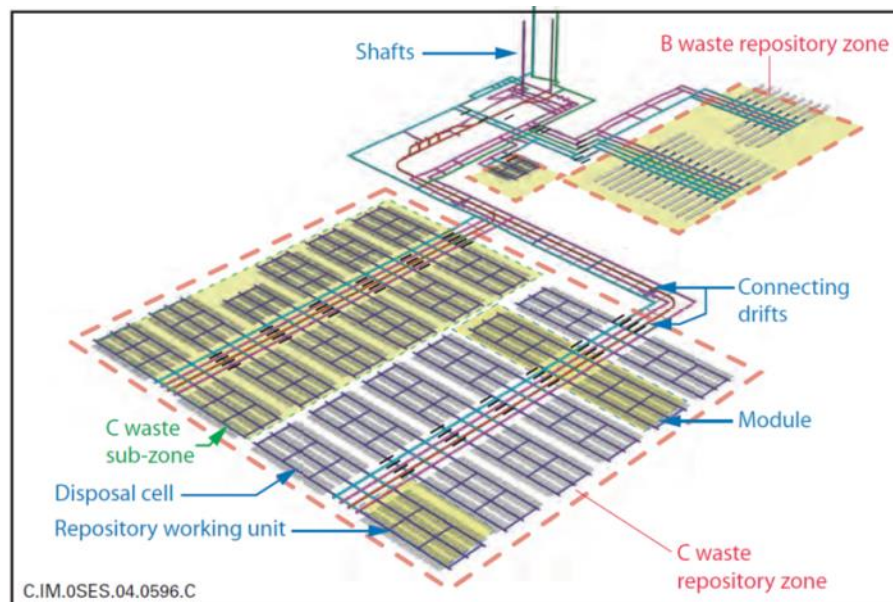 Shafts
B waste repository zone
Connecting
drifts
C waste
sub-zone
Module
Disposal cell
Repository working unit
C waste
repository zone
C.IM.0SES.04.0596.C